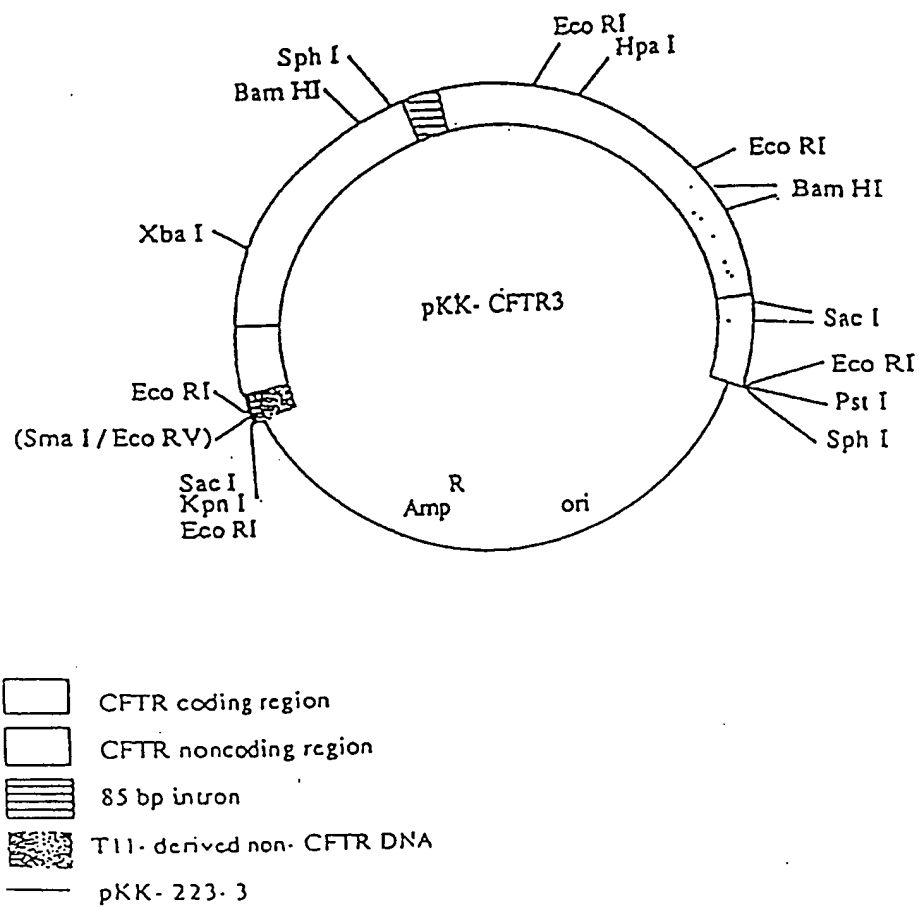 Eco RI
Hpa I
Sph I
Bam HI
Eco RI
Bam HI
Xba I
pKK- CFTR3
Sac I
Eco RI
Eco RI
Pst I
(Sma I / Eco RV)
Sph I
Sac I
Kpn I
Eco RI
Amp R
ori
CFTR coding region
CFTR noncoding region
85 bp intron
T11- derived non- CFTR DNA
pKK- 223- 3